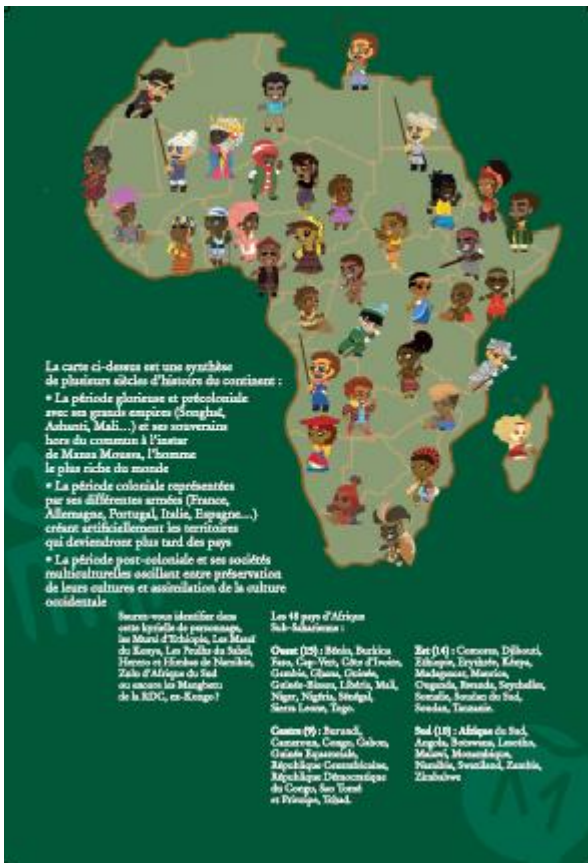 La carte ci-dessus est une synthèse
de plusieurs siècles d'histoire du continent :
• La période glorieuse et précoloniale
avec ses grands empires (Songhaï,
Ashanti, Mali...) et ses souverains
hors du commun à l'instar
de Mansa Moussa, l'homme
le plus riche du monde
• La période coloniale représentées
par ses différentes armées (France,
Allemagne, Portugal, Italie, Espagne...)
créant artificiellement les territoires
qui deviendront plus tard des pays
• La période post-coloniale et ses sociétés
multiculturelles oscillant entre préservation
de leurs cultures et assimilation de la culture
occidentale
Saurez-vous identifier dans
cette kyrielle de personnage,
les Mursi d'Ethiopie, Les Massaï
du Kenya, Les Peulhs du Sahel,
Herero et Himbas de Namibie,
Zulu d'Afrique du Sud
ou encore les Mangbetu
de la RDC, ex-Kongo ?
Les 48 pays d'Afrique
Sub-Saharienne :
Ouest (15) : Bénin, Burkina
Faso, Cap-Vert, Côte d'Ivoire,
Gambie, Ghana, Guinée,
Guinée-Bissau, Libéria, Mali,
Niger, Nigéria, Sénégal,
Sierra Leone, Togo.
Centre (9) : Burundi,
Cameroun, Congo, Gabon,
Guinée Equatoriale,
République Centrafricaine,
République Démocratique
du Congo, Sao Tomé
et Principe, Tchad.
Est (14) : Comores, Djibouti,
Ethiopie, Erythrée, Kénya,
Madagascar, Maurice,
Ouganda, Rwanda, Seychelles,
Somalie, Soudan du Sud,
Soudan, Tanzanie.
Sud (10) : Afrique du Sud,
Angola, Botswana, Lesotho,
Malawi, Mozambique,
Namibie, Swaziland, Zambie,
Zimbabwe